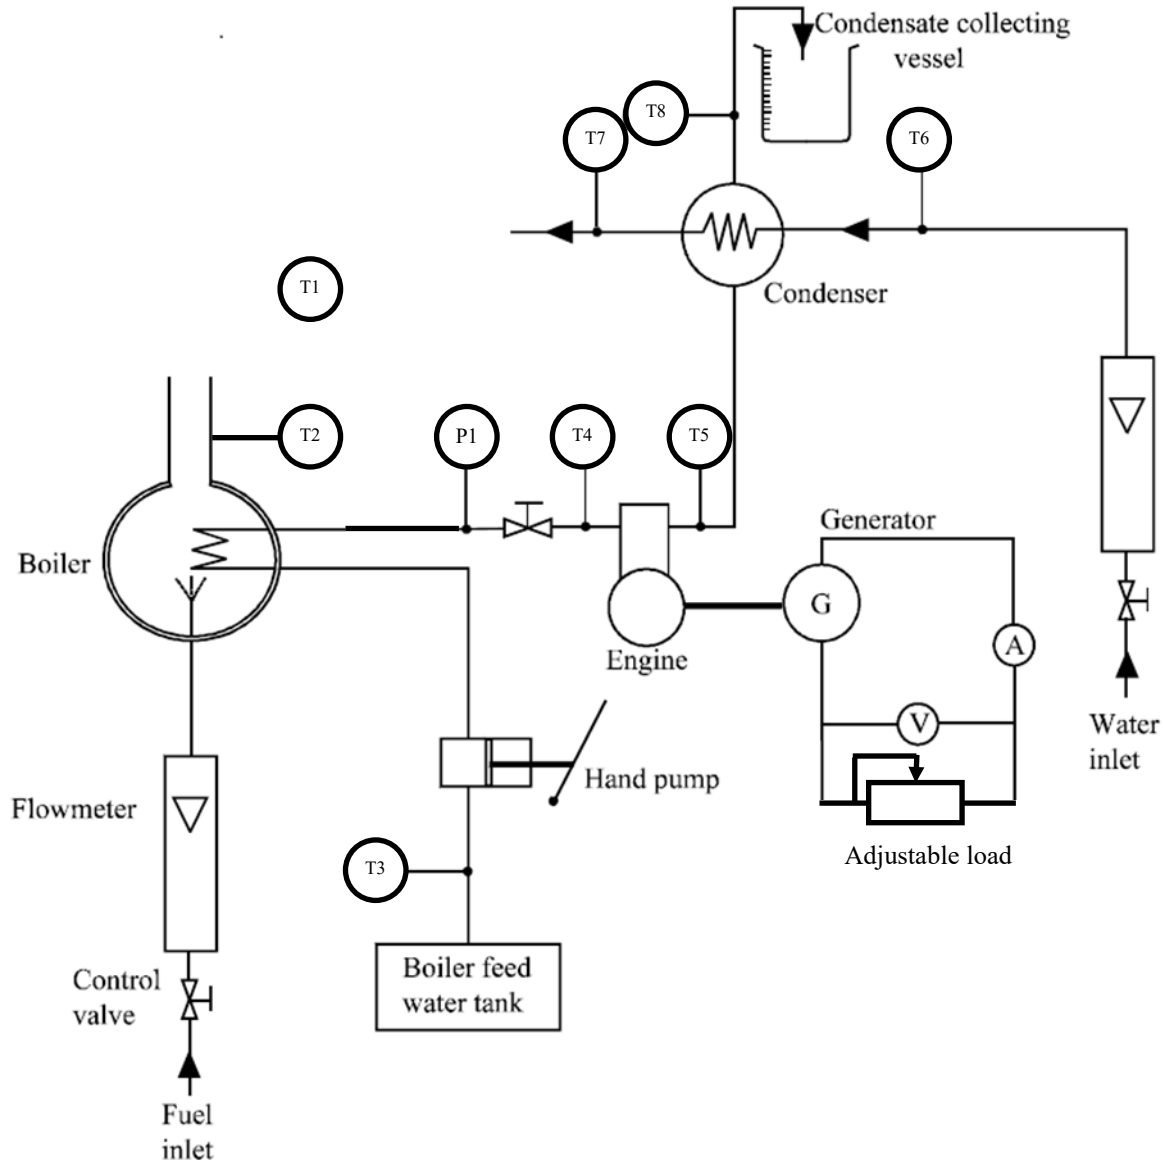 Condensate collecting
vessel
T8
T7
T6
Condenser
T1
T2
P1
T4
T5
Generator
Boiler
G
A
Engine
V
Water
inlet
Hand pump
Flowmeter
Adjustable load
T3
Boiler feed
water tank
Control
valve
Fuel
inlet